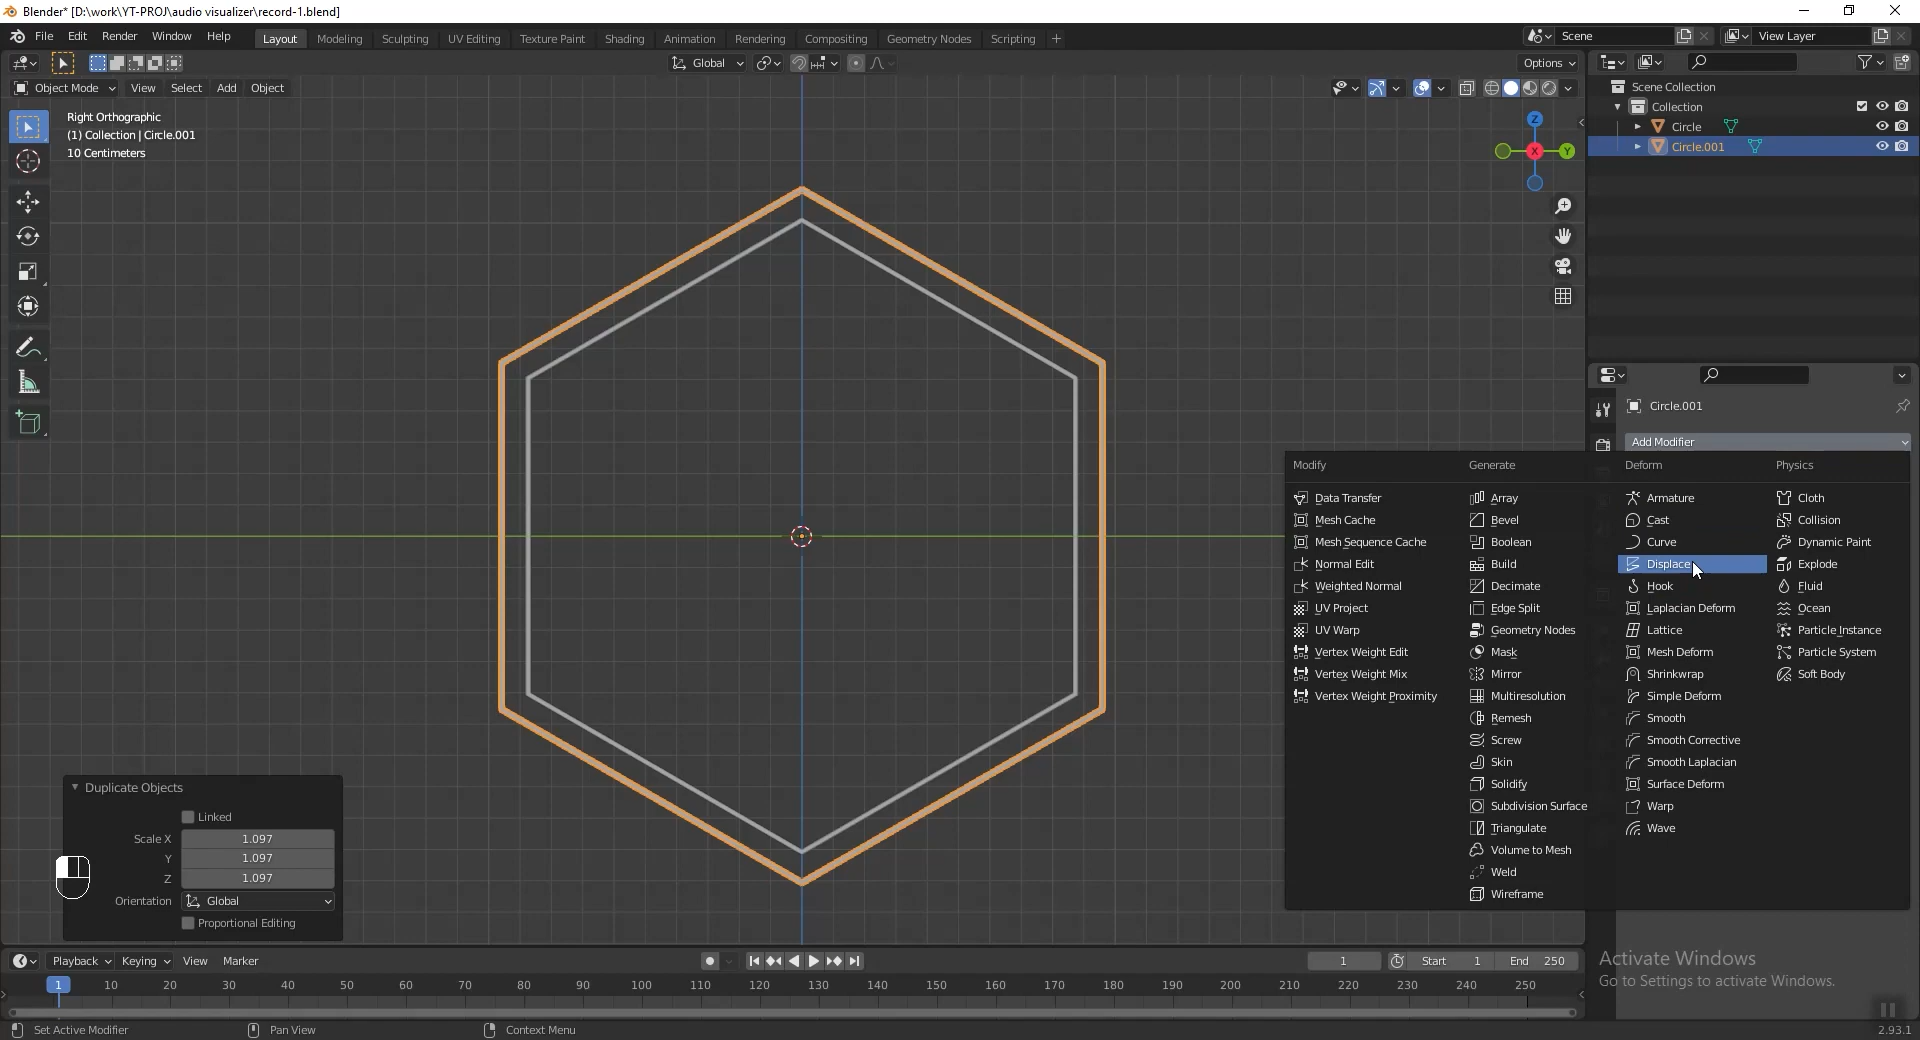 Blender* [D:\work\YT-PROJ\audio visualizer\record-1.blend]
File Edit Render Window Help
Layout Modeling Sculpting UV Editing Texture Paint Shading Animation Rendering Compositing Geometry Nodes Scripting +
Scene
View Layer
Global
Options
Object Mode View Select Add Object
Right Orthographic
(1) Collection | Circle.001
10 Centimeters
Z
X
Y
Scene Collection
Collection
Circle
Circle.001
Circle.001
Add Modifier
Modify
Data Transfer
Mesh Cache
Mesh Sequence Cache
Normal Edit
Weighted Normal
UV Project
UV Warp
Vertex Weight Edit
Vertex Weight Mix
Vertex Weight Proximity
Generate
Array
Bevel
Boolean
Build
Decimate
Edge Split
Geometry Nodes
Mask
Mirror
Multiresolution
Remesh
Screw
Skin
Solidify
Subdivision Surface
Triangulate
Volume to Mesh
Weld
Wireframe
Deform
Armature
Cast
Curve
Displace
Hook
Laplacian Deform
Lattice
Mesh Deform
Shrinkwrap
Simple Deform
Smooth
Smooth Corrective
Smooth Laplacian
Surface Deform
Warp
Wave
Physics
Cloth
Collision
Dynamic Paint
Explode
Fluid
Ocean
Particle Instance
Particle System
Soft Body
Duplicate Objects
Linked
Scale X 1.097
Y 1.097
Z 1.097
Orientation Global
Proportional Editing
Activate Windows
Go to Settings to activate Windows.
Playback Keying View Marker
1
Start 1 End 250
1 10 20 30 40 50 60 70 80 90 100 110 120 130 140 150 160 170 180 190 200 210 220 230 240 250
Set Active Modifier Pan View Context Menu
2.93.1